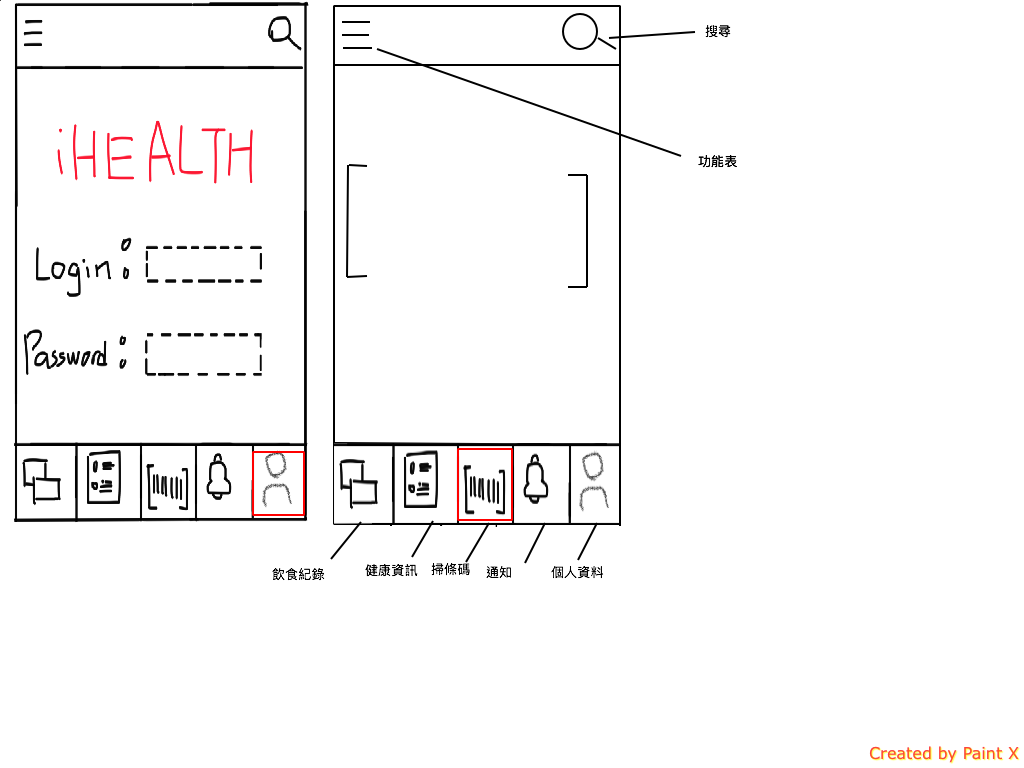 iHEALTH
Login:
Password:
搜尋
功能表
飲食紀錄
健康資訊
掃條碼
通知
個人資料
Created by Paint X